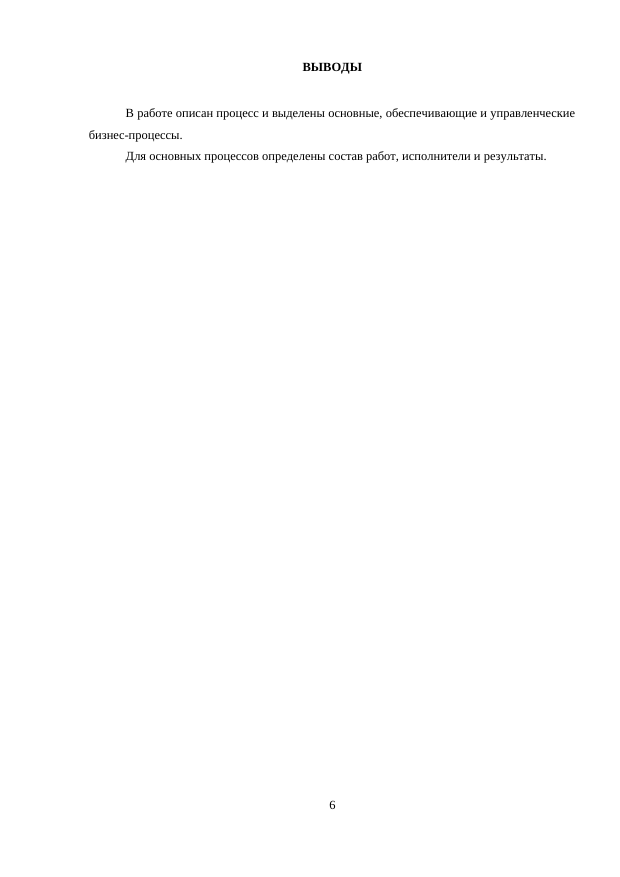 ВЫВОДЫ
В работе описан процесс и выделены основные, обеспечивающие и управленческие
бизнес-процессы.
Для основных процессов определены состав работ, исполнители и результаты.
6